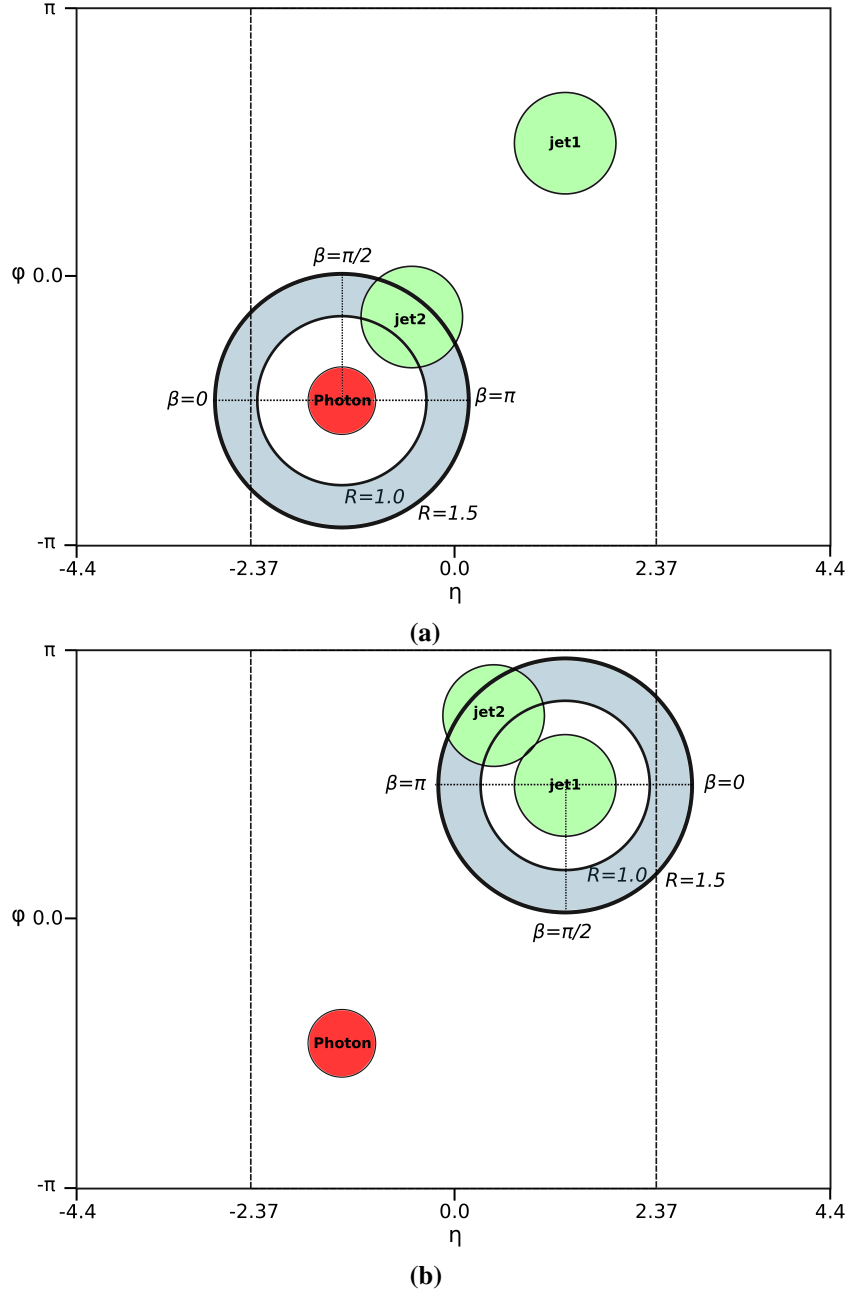 π
jet1
β=π/2
φ 0.0
jet2
β=0 Photon β=π
R=1.0
R=1.5
-π
-4.4 -2.37 0.0 2.37 4.4
η
(a)
π
jet2
β=π jet1 β=0
R=1.0 R=1.5
φ 0.0
β=π/2
Photon
-π
-4.4 -2.37 0.0 2.37 4.4
η
(b)